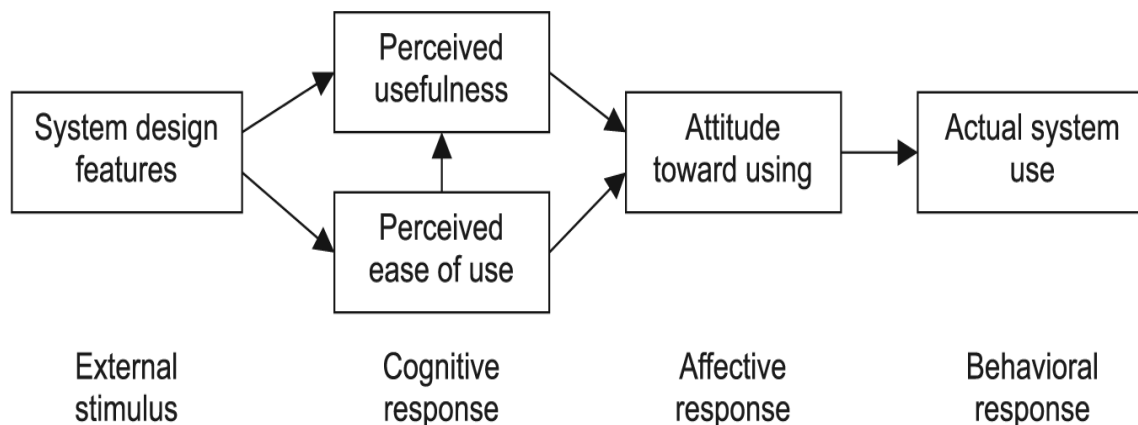 System design
features
Perceived
usefulness
Perceived
ease of use
Attitude
toward using
Actual system
use
External
stimulus
Cognitive
response
Affective
response
Behavioral
response